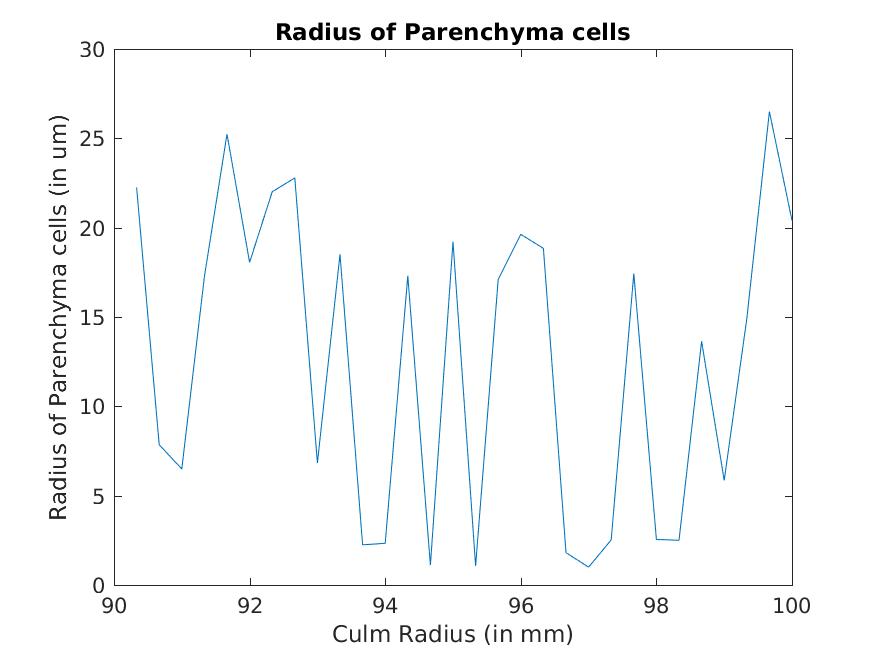 Radius of Parenchyma cells
30
25
20
15
10
5
0
Radius of Parenchyma cells (in um)
90 92 94 96 98 100
Culm Radius (in mm)